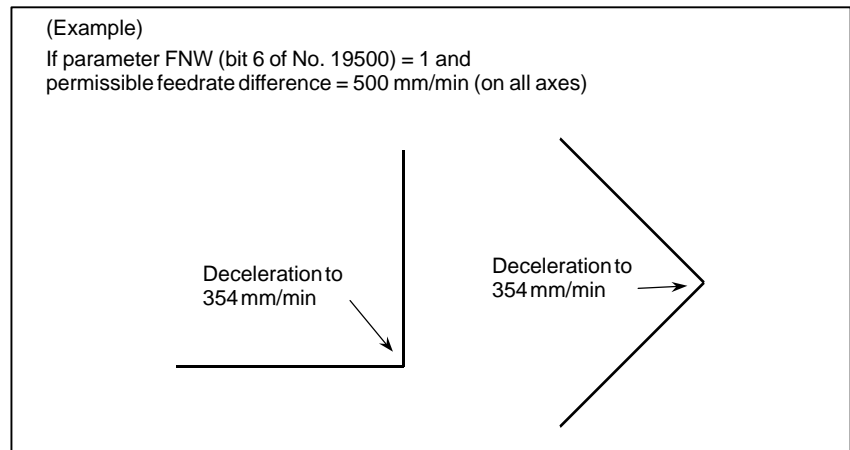 (Example)
If parameter FNW (bit 6 of No. 19500) = 1 and
permissible feedrate difference = 500 mm/min (on all axes)
Deceleration to
354 mm/min
Deceleration to
354 mm/min